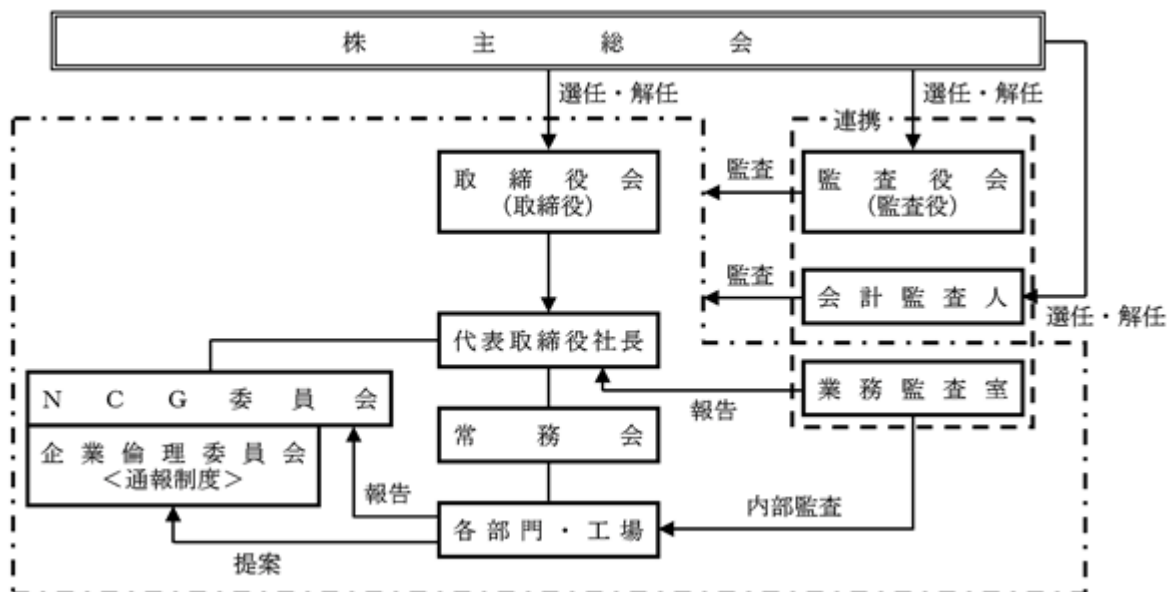 株主総会
選任・解任
選任・解任
連携
取締役会
(取締役)
監査
監査役会
(監査役)
監査
会計監査人
選任・解任
代表取締役社長
NCG委員会
報告
業務監査室
企業倫理委員会
<通報制度>
常務会
報告
内部監査
各部門・工場
提案